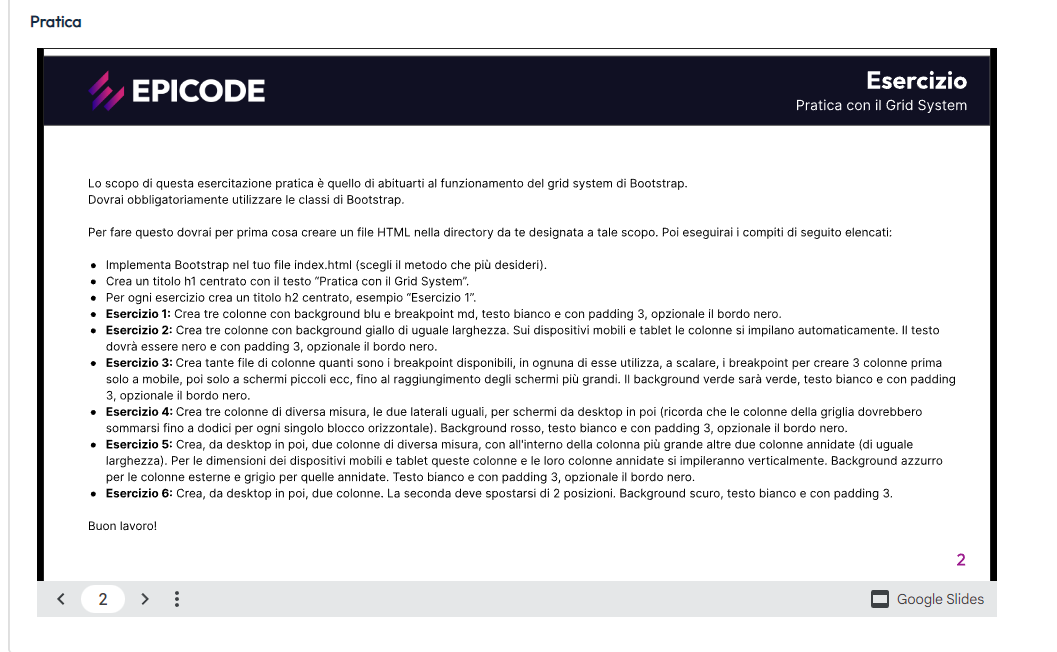 Pratica
EPICODE
Esercizio
Pratica con il Grid System
Lo scopo di questa esercitazione pratica è quello di abituarti al funzionamento del grid system di Bootstrap.
Dovrai obbligatoriamente utilizzare le classi di Bootstrap.
Per fare questo dovrai per prima cosa creare un file HTML nella directory da te designata a tale scopo. Poi eseguirai i compiti di seguito elencati:
• Implementa Bootstrap nel tuo file index.html (scegli il metodo che più desideri).
• Crea un titolo h1 centrato con il testo “Pratica con il Grid System”.
• Per ogni esercizio crea un titolo h2 centrato, esempio “Esercizio 1”.
• Esercizio 1: Crea tre colonne con background blu e breakpoint md, testo bianco e con padding 3, opzionale il bordo nero.
• Esercizio 2: Crea tre colonne con background giallo di uguale larghezza. Sui dispositivi mobili e tablet le colonne si impilano automaticamente. Il testo
dovrà essere nero e con padding 3, opzionale il bordo nero.
• Esercizio 3: Crea tante file di colonne quanti sono i breakpoint disponibili, in ognuna di esse utilizza, a scalare, i breakpoint per creare 3 colonne prima
solo a mobile, poi solo a schermi piccoli ecc, fino al raggiungimento degli schermi più grandi. Il background verde sarà verde, testo bianco e con padding
3, opzionale il bordo nero.
• Esercizio 4: Crea tre colonne di diversa misura, le due laterali uguali, per schermi da desktop in poi (ricorda che le colonne della griglia dovrebbero
sommarsi fino a dodici per ogni singolo blocco orizzontale). Background rosso, testo bianco e con padding 3, opzionale il bordo nero.
• Esercizio 5: Crea, da desktop in poi, due colonne di diversa misura, con all'interno della colonna più grande altre due colonne annidate (di uguale
larghezza). Per le dimensioni dei dispositivi mobili e tablet queste colonne e le loro colonne annidate si impileranno verticalmente. Background azzurro
per le colonne esterne e grigio per quelle annidate. Testo bianco e con padding 3, opzionale il bordo nero.
• Esercizio 6: Crea, da desktop in poi, due colonne. La seconda deve spostarsi di 2 posizioni. Background scuro, testo bianco e con padding 3.
Buon lavoro!
2
2
Google Slides